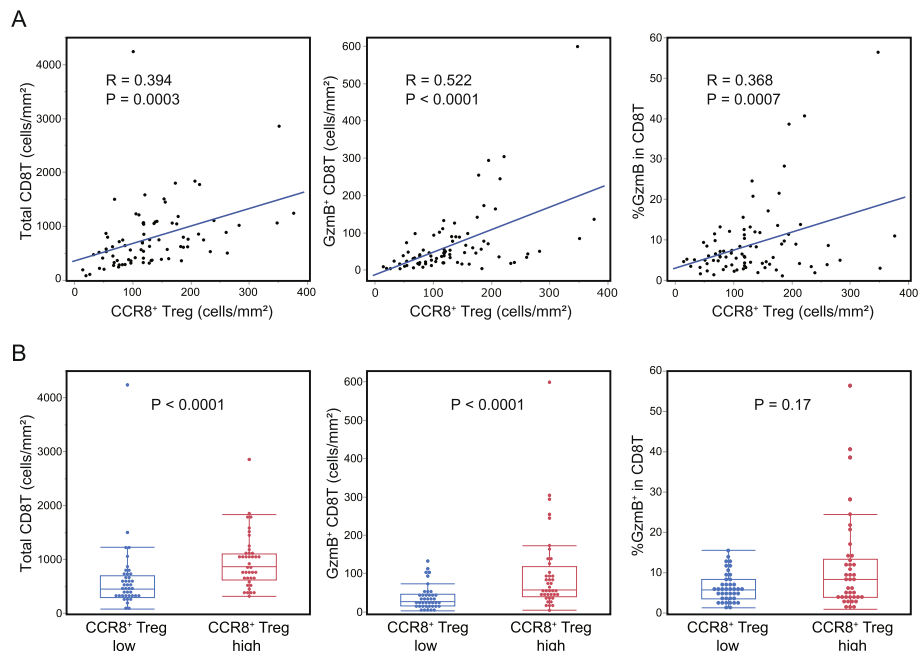 A
Total CD8T (cells/mm²)
4000
3000
2000
1000
0
R = 0.394
P = 0.0003
0 100 200 300 400
CCR8⁺ Treg (cells/mm²)
GzmB⁺ CD8T (cells/mm²)
600
400
300
200
100
0
R = 0.522
P < 0.0001
0 100 200 300 400
CCR8⁺ Treg (cells/mm²)
%GzmB in CD8T
60
50
40
30
20
10
0
R = 0.368
P = 0.0007
0 100 200 300 400
CCR8⁺ Treg (cells/mm²)
B
Total CD8T (cells/mm²)
4000
3000
2000
1000
0
P < 0.0001
CCR8⁺ Treg
low
CCR8⁺ Treg
high
GzmB⁺ CD8T (cells/mm²)
600
400
300
200
100
0
P < 0.0001
CCR8⁺ Treg
low
CCR8⁺ Treg
high
%GzmB⁺ in CD8T
60
50
40
30
20
10
0
P = 0.17
CCR8⁺ Treg
low
CCR8⁺ Treg
high